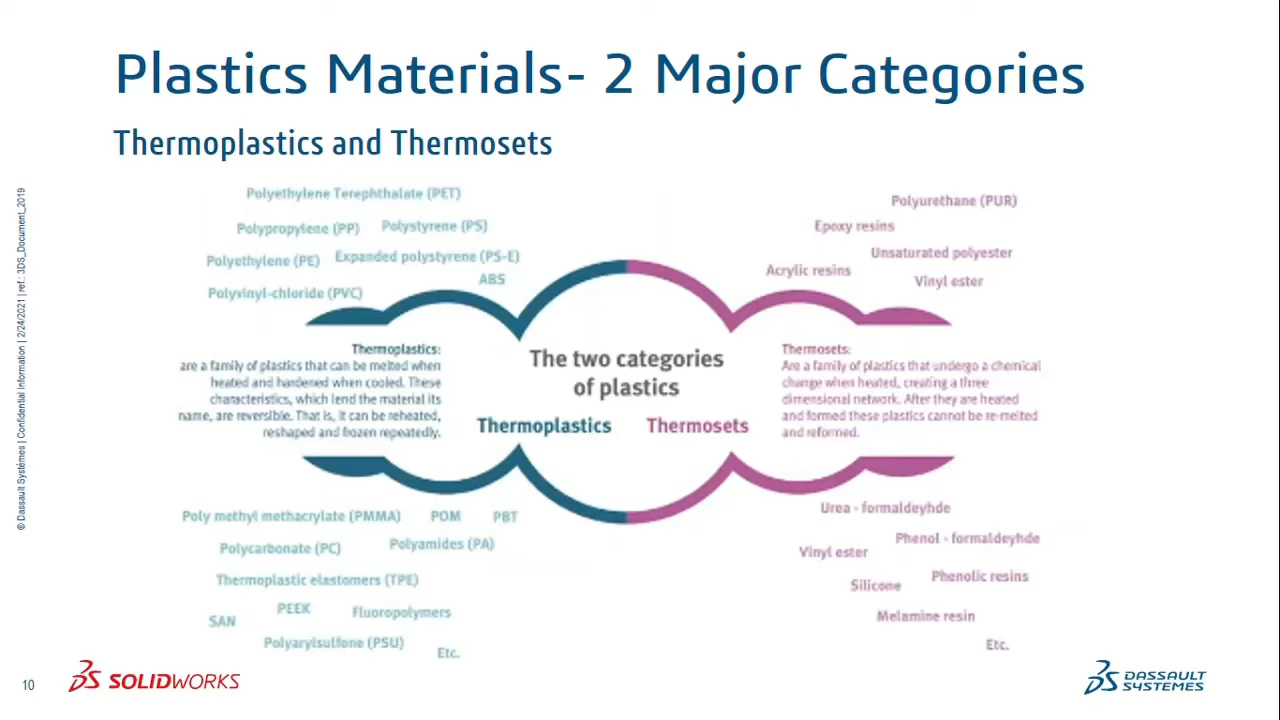 Plastics Materials- 2 Major Categories
Thermoplastics and Thermosets
© Dassault Systèmes | Confidential Information | 2/24/2021 | ref.: 3DS_Document_2019
Polyethylene Terephthalate (PET)
Polypropylene (PP)
Polystyrene (PS)
Polyethylene (PE)
Expanded polystyrene (PS-E)
ABS
Polyvinyl-chloride (PVC)
Polyurethane (PUR)
Epoxy resins
Unsaturated polyester
Acrylic resins
Vinyl ester
Thermoplastics:
are a family of plastics that can be melted when
heated and hardened when cooled. These
characteristics, which lend the material its
name, are reversible. That is, it can be reheated,
reshaped and frozen repeatedly.
The two categories
of plastics
Thermoplastics
Thermosets
Thermosets:
Are a family of plastics that undergo a chemical
change when heated, creating a three
dimensional network. After they are heated
and formed these plastics cannot be re-melted
and reformed.
Poly methyl methacrylate (PMMA)
POM
PBT
Polycarbonate (PC)
Polyamides (PA)
Thermoplastic elastomers (TPE)
SAN
PEEK
Fluoropolymers
Polyarylsulfone (PSU)
Etc.
Urea - formaldeyhde
Phenol - formaldeyhde
Vinyl ester
Silicone
Phenolic resins
Melamine resin
Etc.
10
SOLIDWORKS
DASSAULT
SYSTEMES